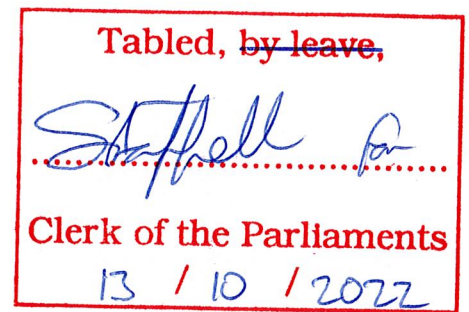 Tabled, by leave,
for
Clerk of the Parliaments
13 / 10 / 2022